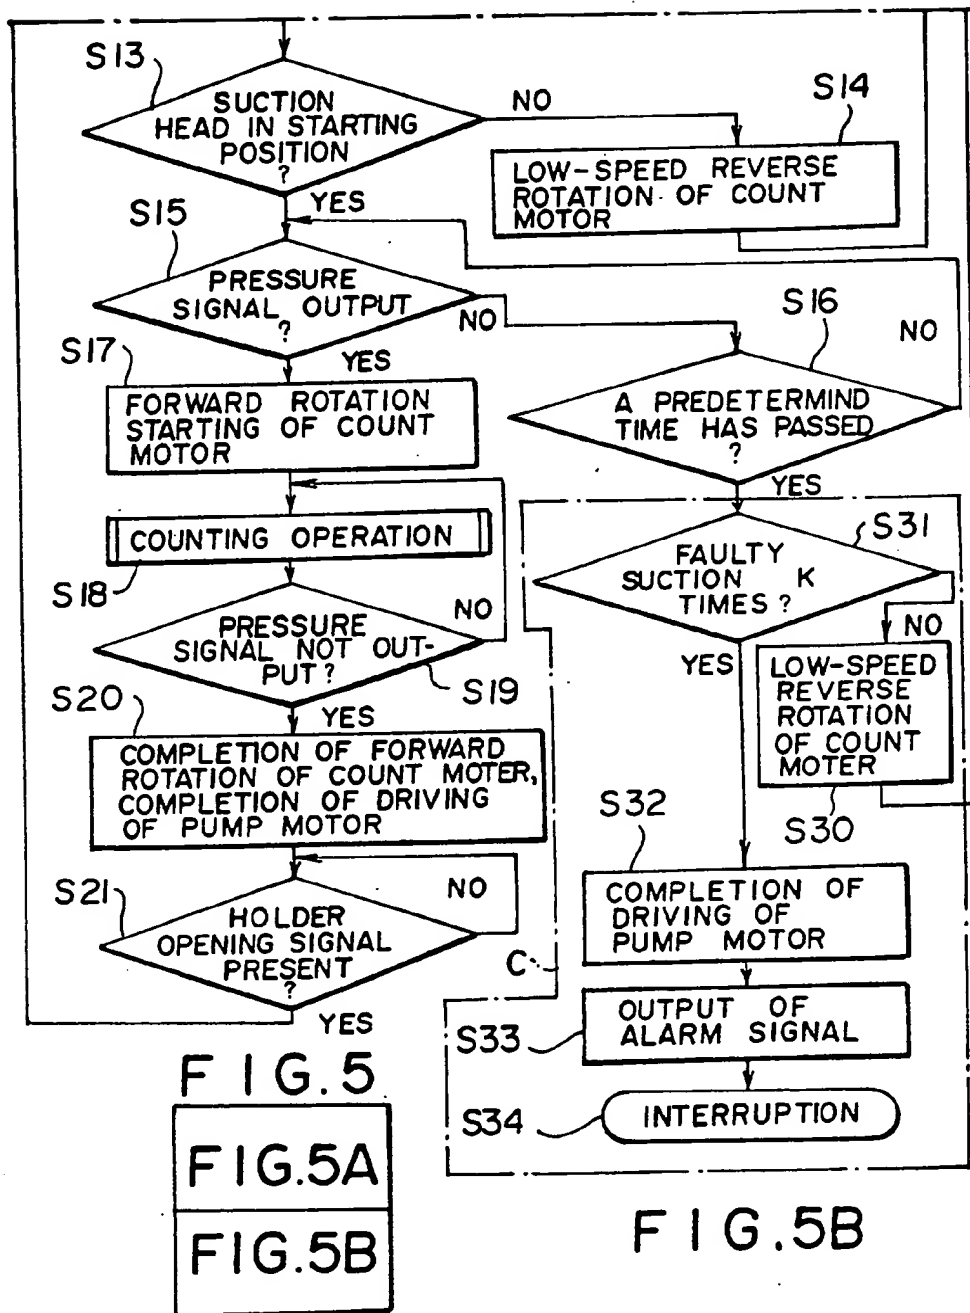 S13
SUCTION
HEAD IN STARTING
POSITION
?
NO
S14
LOW-SPEED REVERSE
ROTATION OF COUNT
MOTOR
YES
S15
PRESSURE
SIGNAL OUTPUT
?
NO
S16
NO
A PREDETERMIND
TIME HAS PASSED
?
YES
S17
YES
FORWARD ROTATION
STARTING OF COUNT
MOTOR
COUNTING OPERATION
S18
PRESSURE
SIGNAL NOT OUT-
PUT?
NO
S19
YES
S20
COMPLETION OF FORWARD
ROTATION OF COUNT MOTER,
COMPLETION OF DRIVING
OF PUMP MOTOR
S21
HOLDER
OPENING SIGNAL
PRESENT
?
NO
YES
S31
FAULTY
SUCTION K
TIMES?
NO
YES
LOW-SPEED
REVERSE
ROTATION
OF COUNT
MOTER
S30
S32
COMPLETION OF
DRIVING OF
PUMP MOTOR
C
S33
OUTPUT OF
ALARM SIGNAL
S34
INTERRUPTION
FIG.5
FIG.5A
FIG.5B
FIG.5B